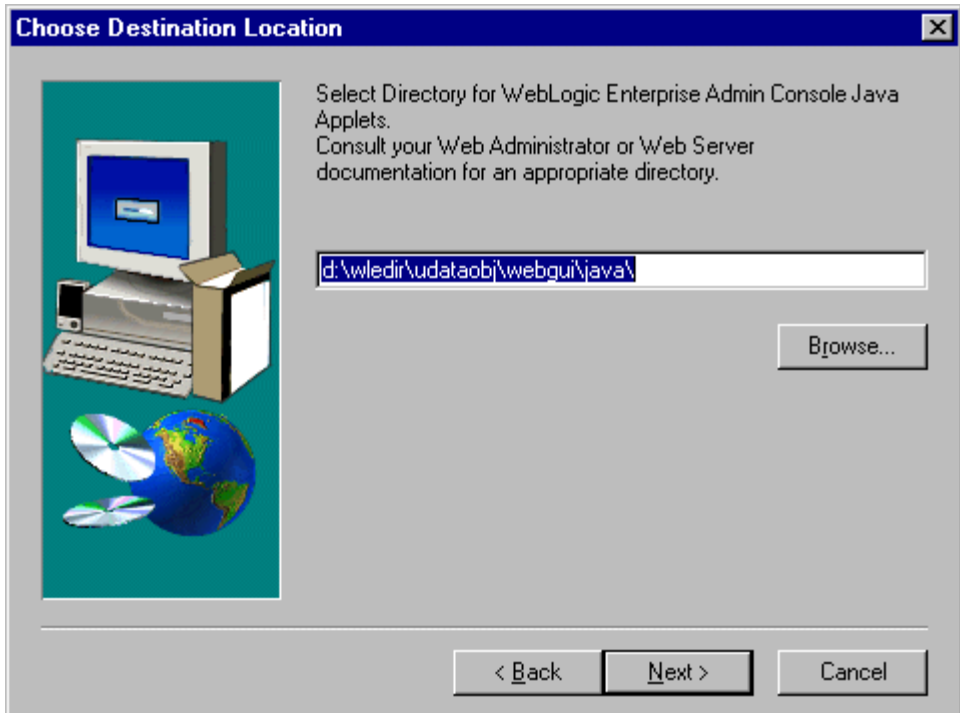 Choose Destination Location
Select Directory for WebLogic Enterprise Admin Console Java
Applets.
Consult your Web Administrator or Web Server
documentation for an appropriate directory.
d:\wledir\udataobj\webgui\java\
Browse...
< Back
Next >
Cancel